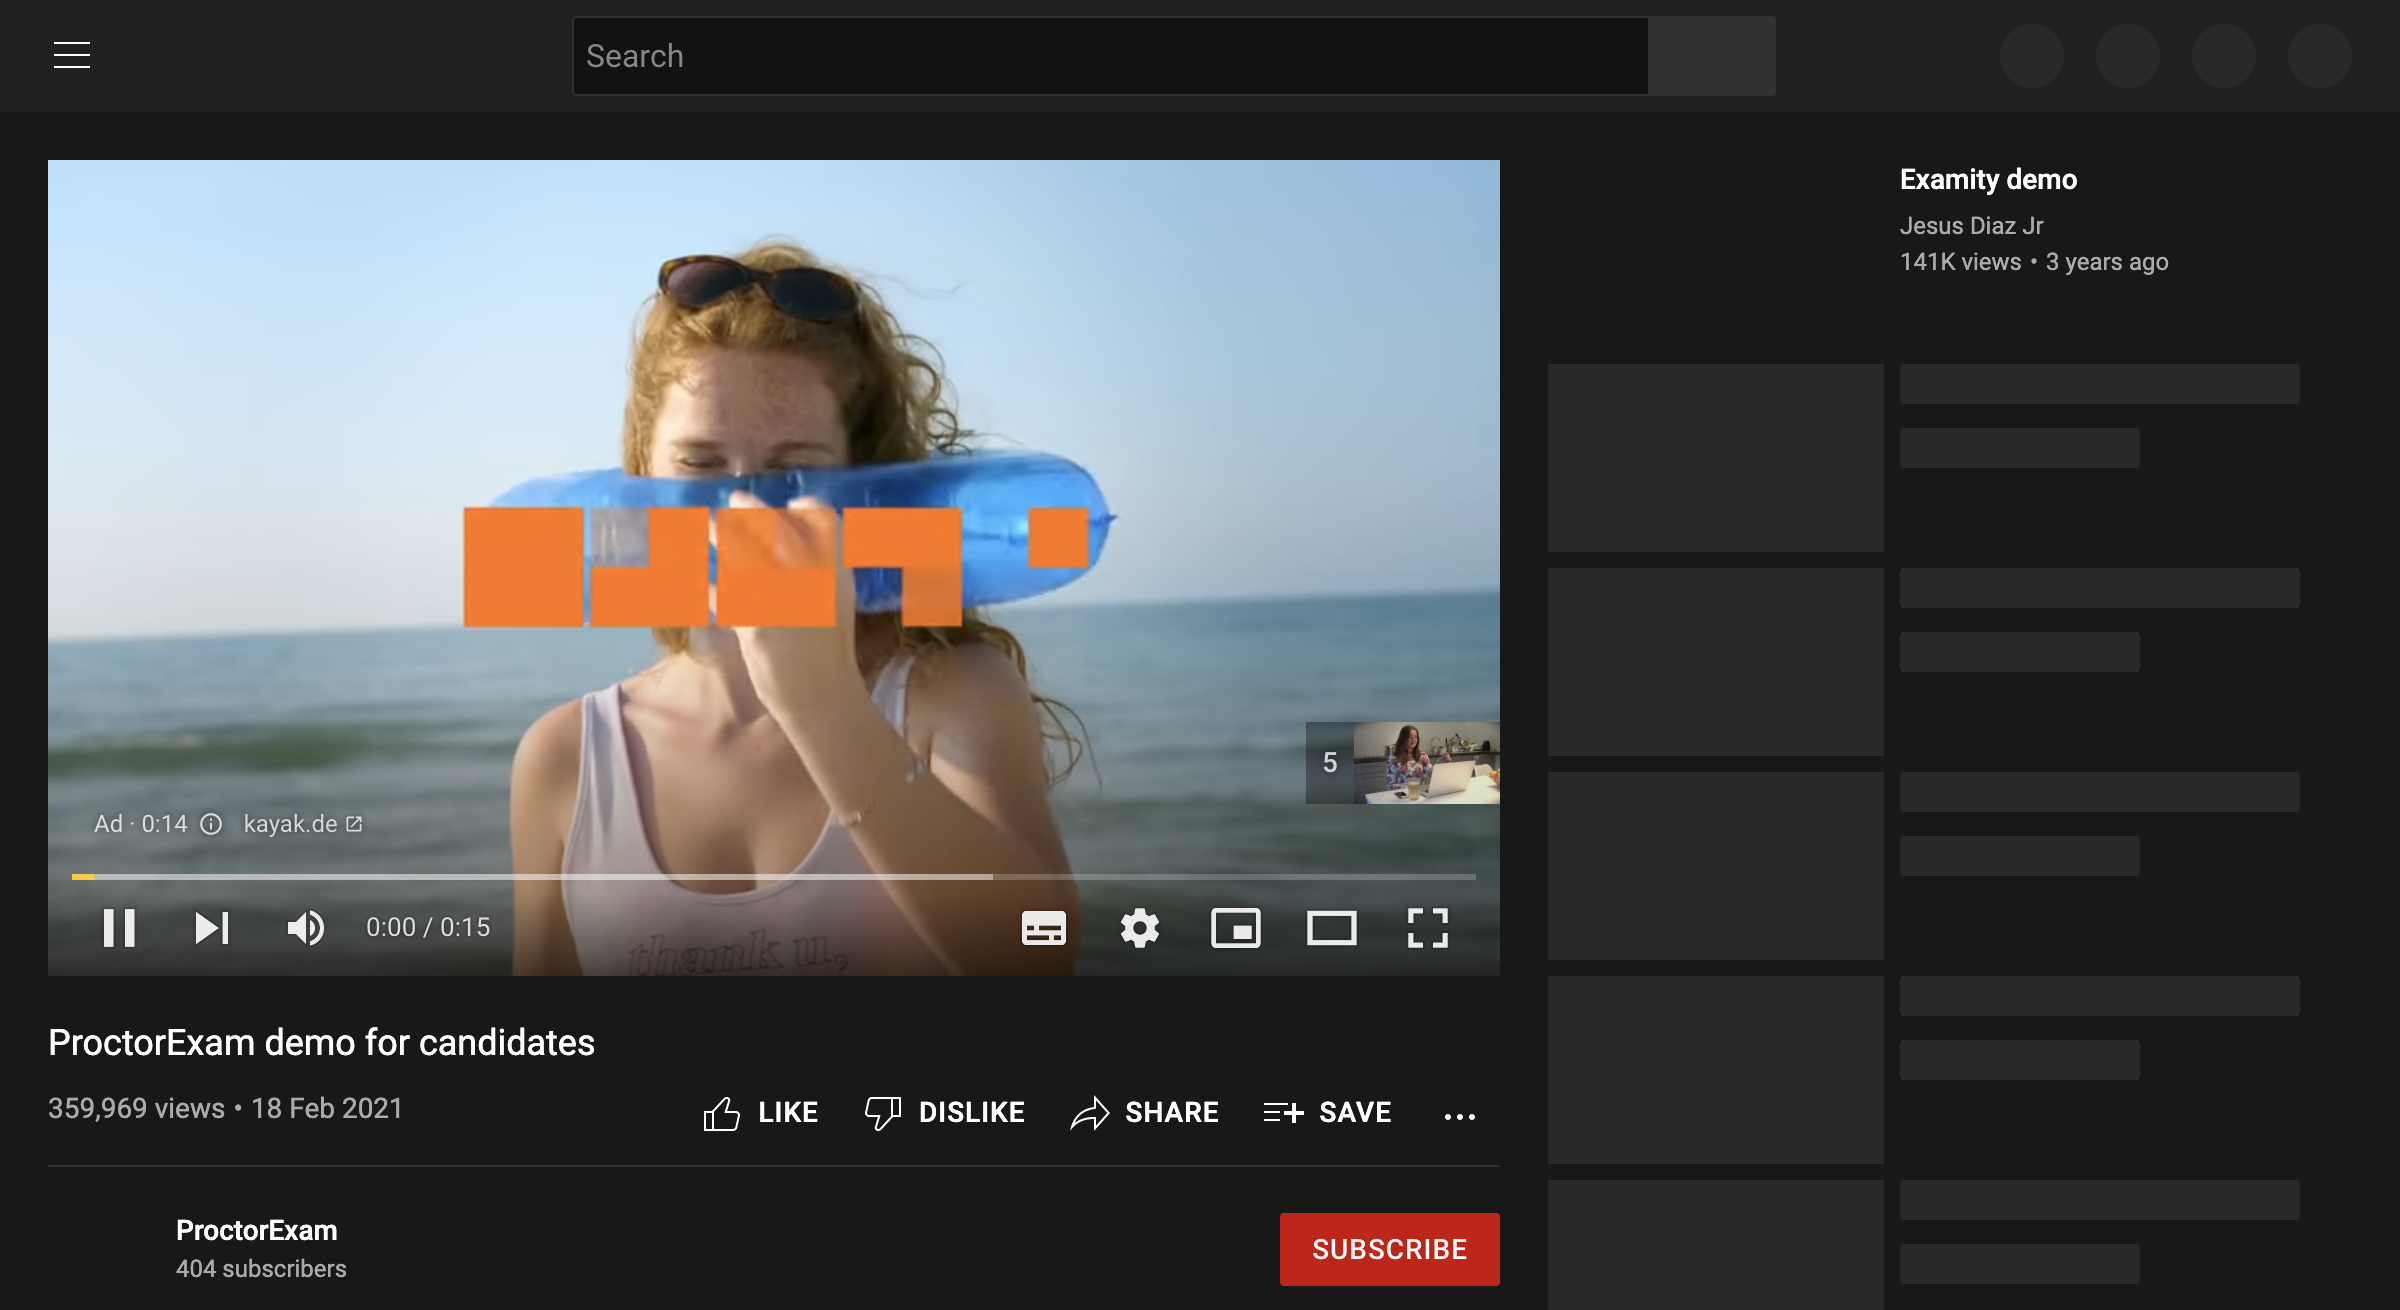 Search
Ad · 0:14 kayak.de
5
0:00 / 0:15
thank u,
ProctorExam demo for candidates
359,969 views • 18 Feb 2021
LIKE DISLIKE SHARE SAVE ...
ProctorExam
404 subscribers
SUBSCRIBE
Examity demo
Jesus Diaz Jr
141K views • 3 years ago